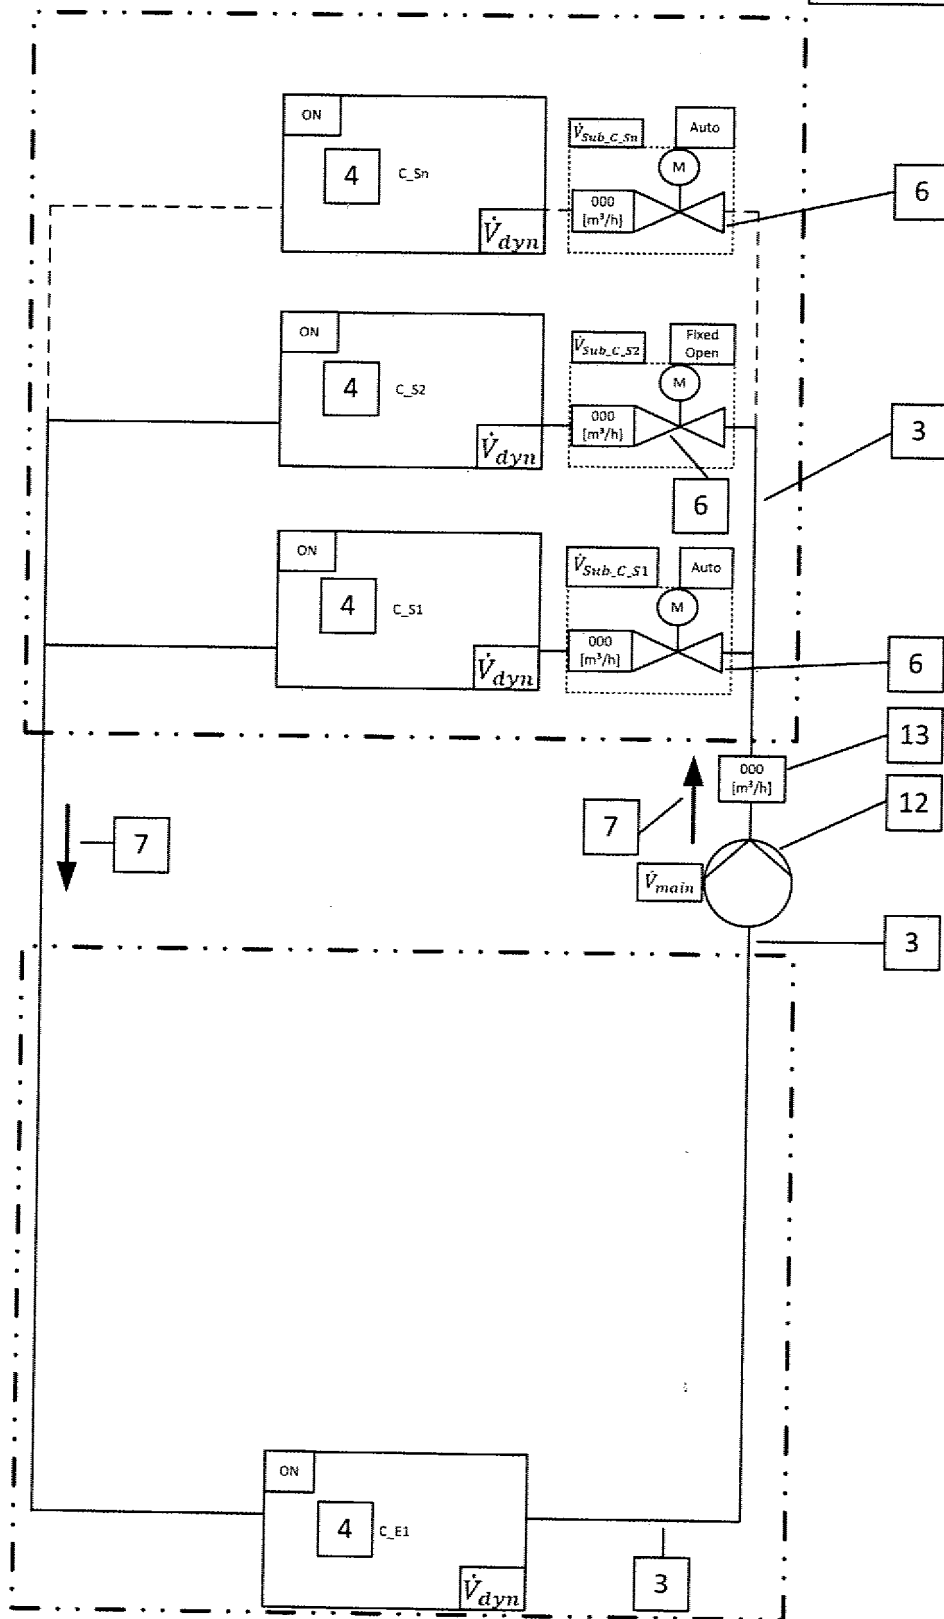 ON
4
C_Sn
V̇dyn
V̇Sub_C_Sn
Auto
M
000
[m³/h]
6
ON
4
C_S2
V̇dyn
V̇Sub_C_S2
Fixed
Open
M
000
[m³/h]
6
3
ON
4
C_S1
V̇dyn
V̇Sub_C_S1
Auto
M
000
[m³/h]
6
13
000
[m³/h]
12
7
7
V̇main
3
ON
4
C_E1
V̇dyn
3